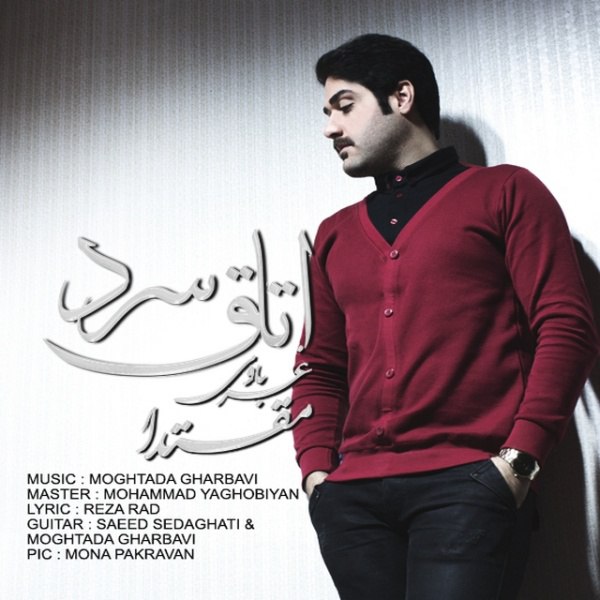 اتاق سرد
مقتدا غرباوی
MUSIC : MOGHTADA GHARBAVI
MASTER : MOHAMMAD YAGHOBIYAN
LYRIC : REZA RAD
GUITAR : SAEED SEDAGHATI &
MOGHTADA GHARBAVI
PIC : MONA PAKRAVAN